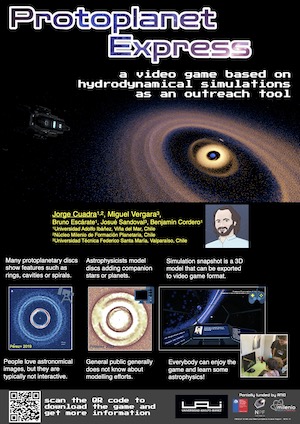 Protoplanet
Express
a video game based on
hydrodynamical simulations
as an outreach tool
Jorge Cuadra¹,², Miguel Vergara³,
Bruno Escárate¹, Josué Sandoval³, Benjamín Cordero¹
¹Universidad Adolfo Ibáñez, Viña del Mar, Chile
²Núcleo Milenio de Formación Planetaria, Chile
³Universidad Técnica Federico Santa María, Valparaíso, Chile
Many protoplanetary discs
show features such as
rings, cavities or spirals.
Astrophysicists model
discs adding companion
stars or planets.
Simulation snapshot is a 3D
model that can be exported
to video game format.
People love astronomical
images, but they are
typically not interactive.
General public generally
does not know about
modelling efforts.
Everybody can enjoy the
game and learn some
astrophysics!
scan the QR code to
download the game and
get more information
UAI
Partially funded by ANID
NPF
milenio